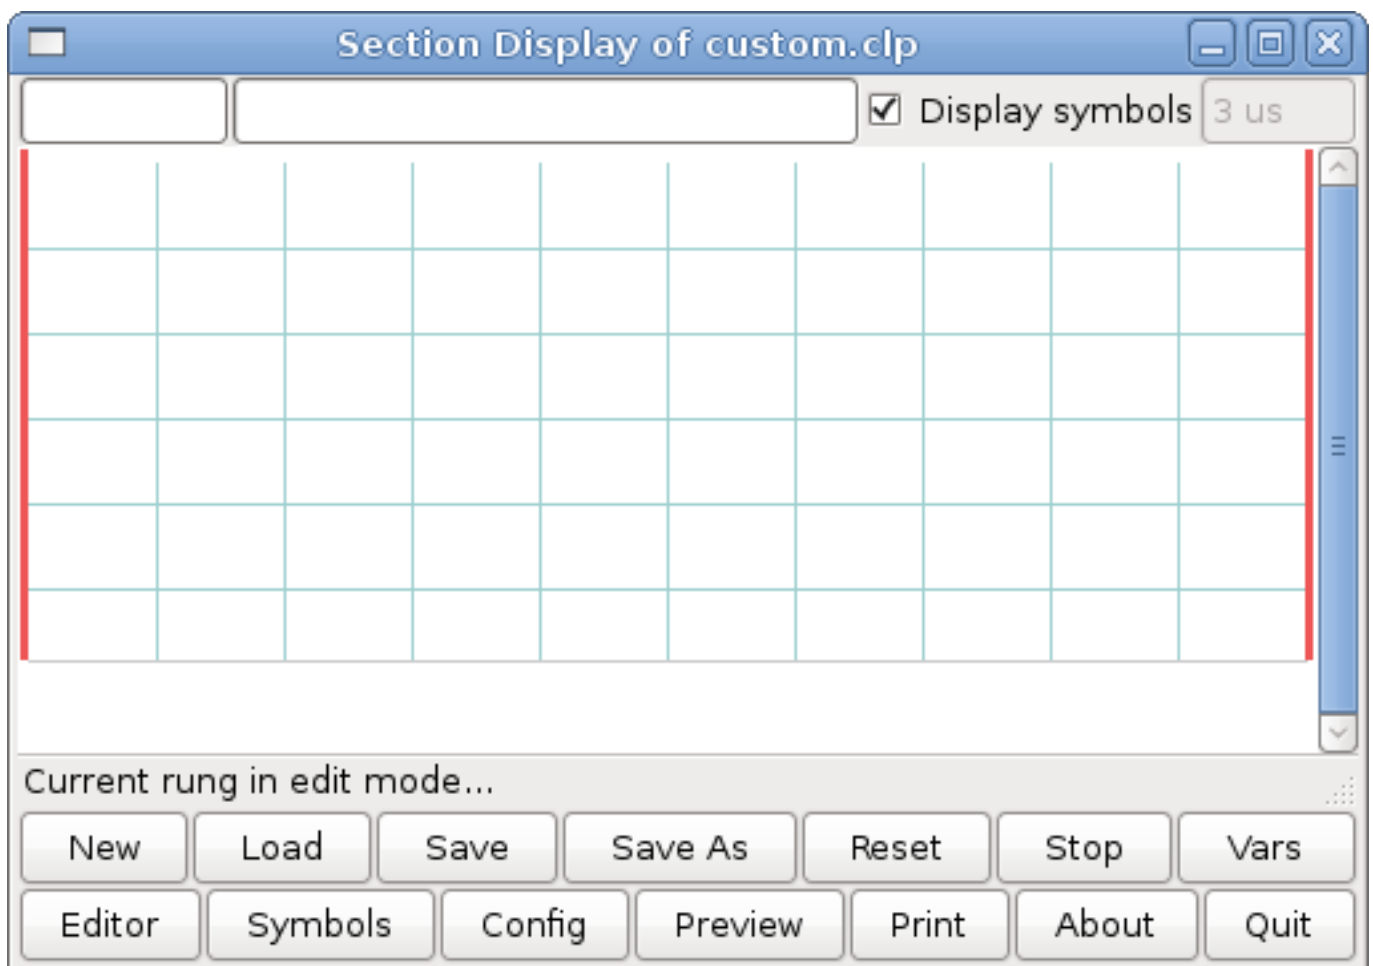 Section Display of custom.clp
Display symbols 3 us
Current rung in edit mode...
New Load Save Save As Reset Stop Vars
Editor Symbols Config Preview Print About Quit